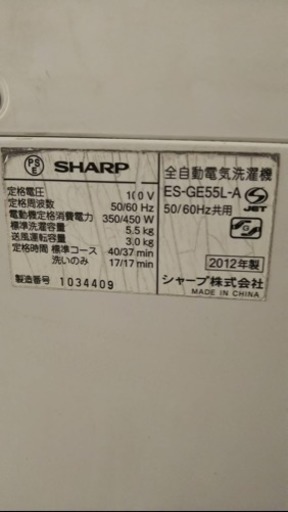 PS
E
SHARP
定格電圧 100V
定格周波数 50/60 Hz
電動機定格消費電力 350/450 W
標準洗濯容量 5.5 kg
送風運転容量 3.0 kg
定格時間 標準コース 40/37 min
洗いのみ 17/17 min
製造番号 1034409
全自動電気洗濯機
ES-GE55L-A
JET
50/60Hz共用
2012年製
シャープ株式会社
MADE IN CHINA